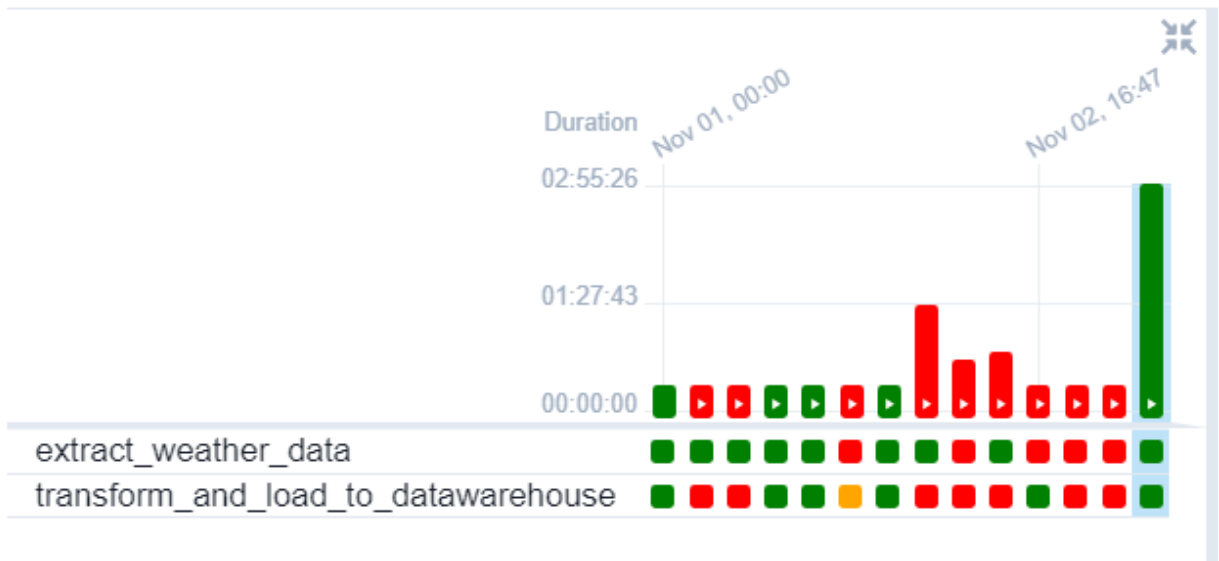 Duration
Nov 01, 00:00
Nov 02, 16:47
02:55:26
01:27:43
00:00:00
extract_weather_data
transform_and_load_to_datawarehouse